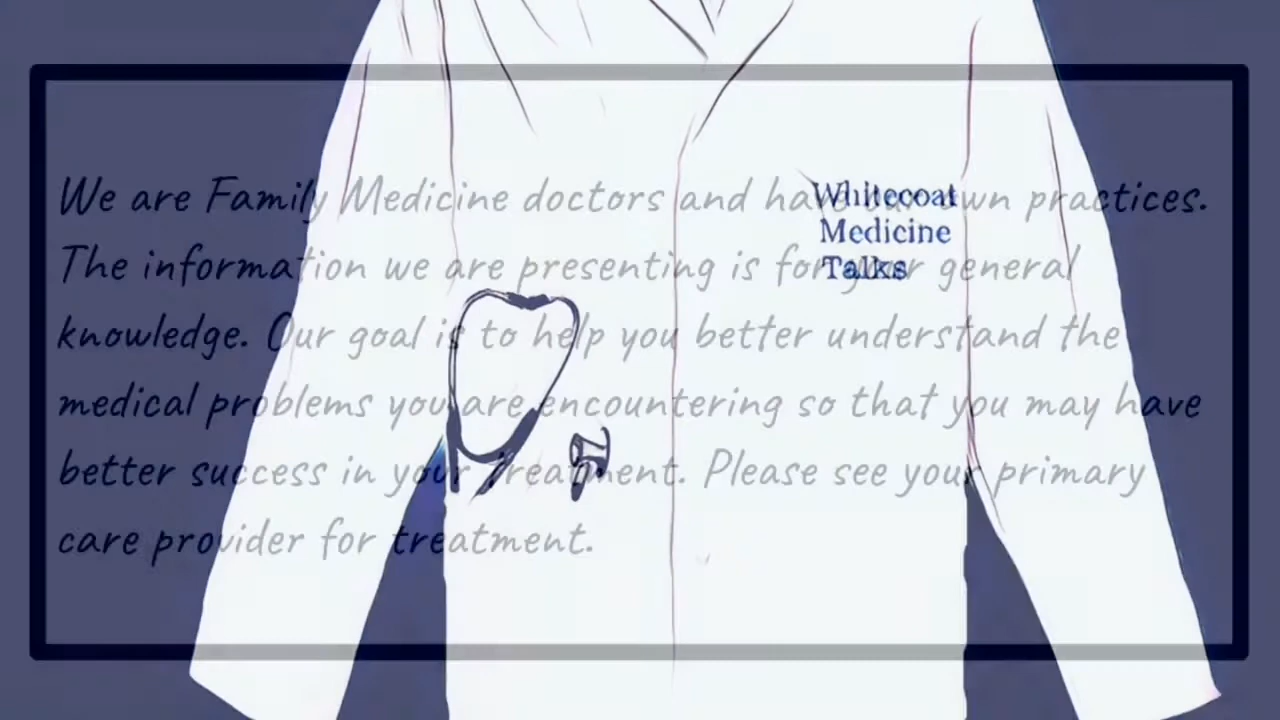 We are Family Medicine doctors and have our own practices.
The information we are presenting is for your general
knowledge. Our goal is to help you better understand the
medical problems you are encountering so that you may have
better success in your treatment. Please see your primary
care provider for treatment.
Whitecoat
Medicine
Talks